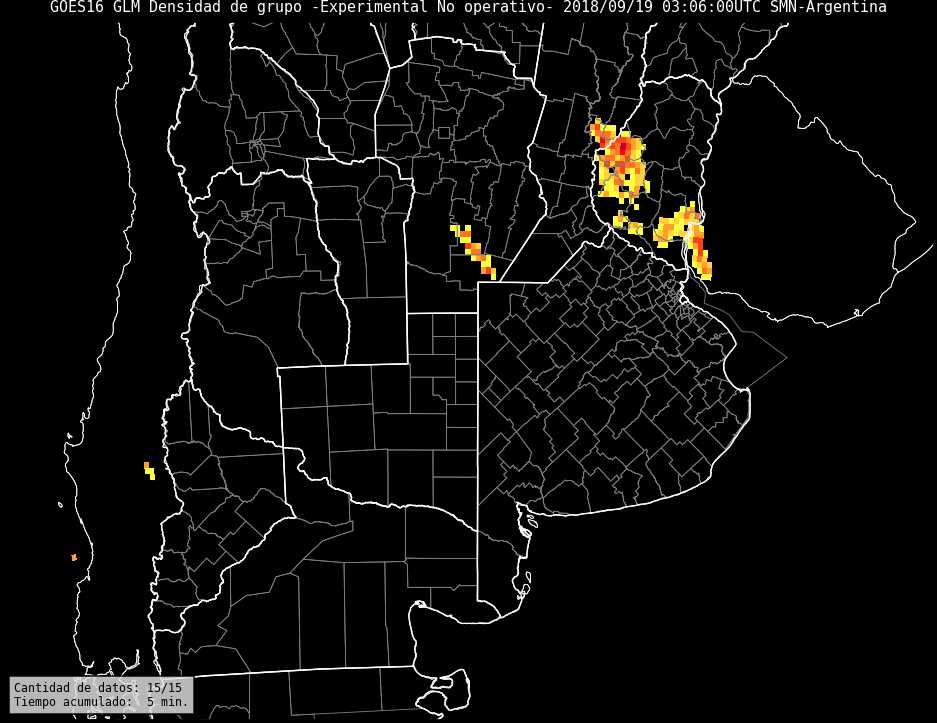 GOES16 GLM Densidad de grupo -Experimental No operativo- 2018/09/19 03:06:00UTC SMN-Argentina
Cantidad de datos: 15/15
Tiempo acumulado:  5 min.